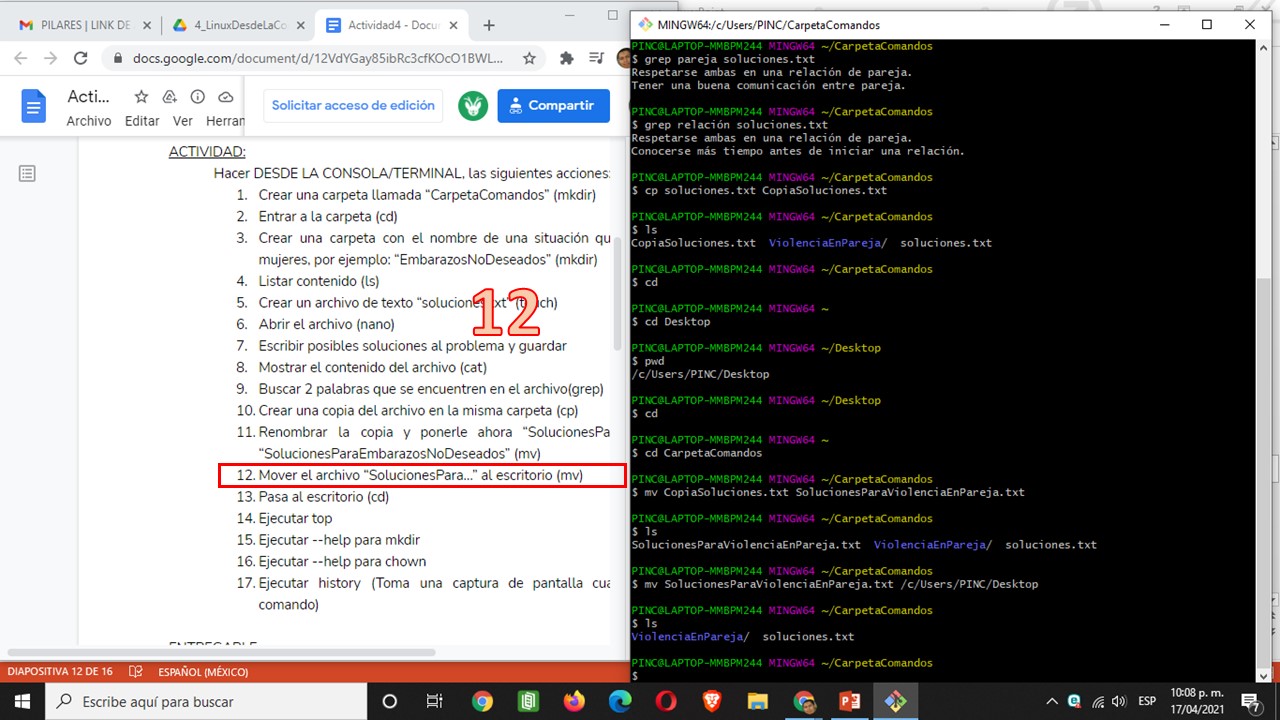 PILARES | LINK DE
4_LinuxDesdeLaCo
Actividad4 - Docu
docs.google.com/document/d/12VdYGay85ibRc3cfKOcO1BWL...
Acti...
Solicitar acceso de edición
Compartir
Editar Ver Herran
ACTIVIDAD:
Hacer DESDE LA CONSOLA/TERMINAL, las siguientes acciones:
1. Crear una carpeta llamada “CarpetaComandos” (mkdir)
2. Entrar a la carpeta (cd)
3. Crear una carpeta con el nombre de una situación qu
mujeres, por ejemplo: “EmbarazosNoDeseados” (mkdir)
4. Listar contenido (ls)
5. Crear un archivo de texto
12
6. Abrir el archivo (nano)
7. Escribir posibles soluciones al problema y guardar
8. Mostrar el contenido del archivo (cat)
9. Buscar 2 palabras que se encuentren en el archivo(grep)
10. Crear una copia del archivo en la misma carpeta (cp)
11. Renombrar la copia y ponerle ahora “SolucionesPa
“SolucionesParaEmbarazosNoDeseados” (mv)
12. Mover el archivo “SolucionesPara...” al escritorio (mv)
13. Pasa al escritorio (cd)
14. Ejecutar top
15. Ejecutar --help para mkdir
16. Ejecutar --help para chown
17. Ejecutar history (Toma una captura de pantalla cua
comando)
DIAPOSITIVA 12 DE 16 ESPAÑOL (MÉXICO)
MINGW64:/c/Users/PINC/CarpetaComandos
PINC@LAPTOP-MMBPM244 MINGW64 ~/CarpetaComandos
$ grep pareja soluciones.txt
Respetarse ambas en una relación de pareja.
Tener una buena comunicación entre pareja.
PINC@LAPTOP-MMBPM244 MINGW64 ~/CarpetaComandos
$ grep relación soluciones.txt
Respetarse ambas en una relación de pareja.
Conocerse más tiempo antes de iniciar una relación.
PINC@LAPTOP-MMBPM244 MINGW64 ~/CarpetaComandos
$ cp soluciones.txt CopiaSoluciones.txt
PINC@LAPTOP-MMBPM244 MINGW64 ~/CarpetaComandos
$ ls
CopiaSoluciones.txt ViolenciaEnPareja/ soluciones.txt
PINC@LAPTOP-MMBPM244 MINGW64 ~/CarpetaComandos
$ cd
PINC@LAPTOP-MMBPM244 MINGW64 ~
$ cd Desktop
PINC@LAPTOP-MMBPM244 MINGW64 ~/Desktop
$ pwd
/c/Users/PINC/Desktop
PINC@LAPTOP-MMBPM244 MINGW64 ~/Desktop
$ cd
PINC@LAPTOP-MMBPM244 MINGW64 ~
$ cd CarpetaComandos
PINC@LAPTOP-MMBPM244 MINGW64 ~/CarpetaComandos
$ mv CopiaSoluciones.txt SolucionesParaViolenciaEnPareja.txt
PINC@LAPTOP-MMBPM244 MINGW64 ~/CarpetaComandos
$ ls
SolucionesParaViolenciaEnPareja.txt ViolenciaEnPareja/ soluciones.txt
PINC@LAPTOP-MMBPM244 MINGW64 ~/CarpetaComandos
$ mv SolucionesParaViolenciaEnPareja.txt /c/Users/PINC/Desktop
PINC@LAPTOP-MMBPM244 MINGW64 ~/CarpetaComandos
$ ls
ViolenciaEnPareja/ soluciones.txt
PINC@LAPTOP-MMBPM244 MINGW64 ~/CarpetaComandos
$
Escribe aquí para buscar
ESP
10:08 p. m.
17/04/2021
7